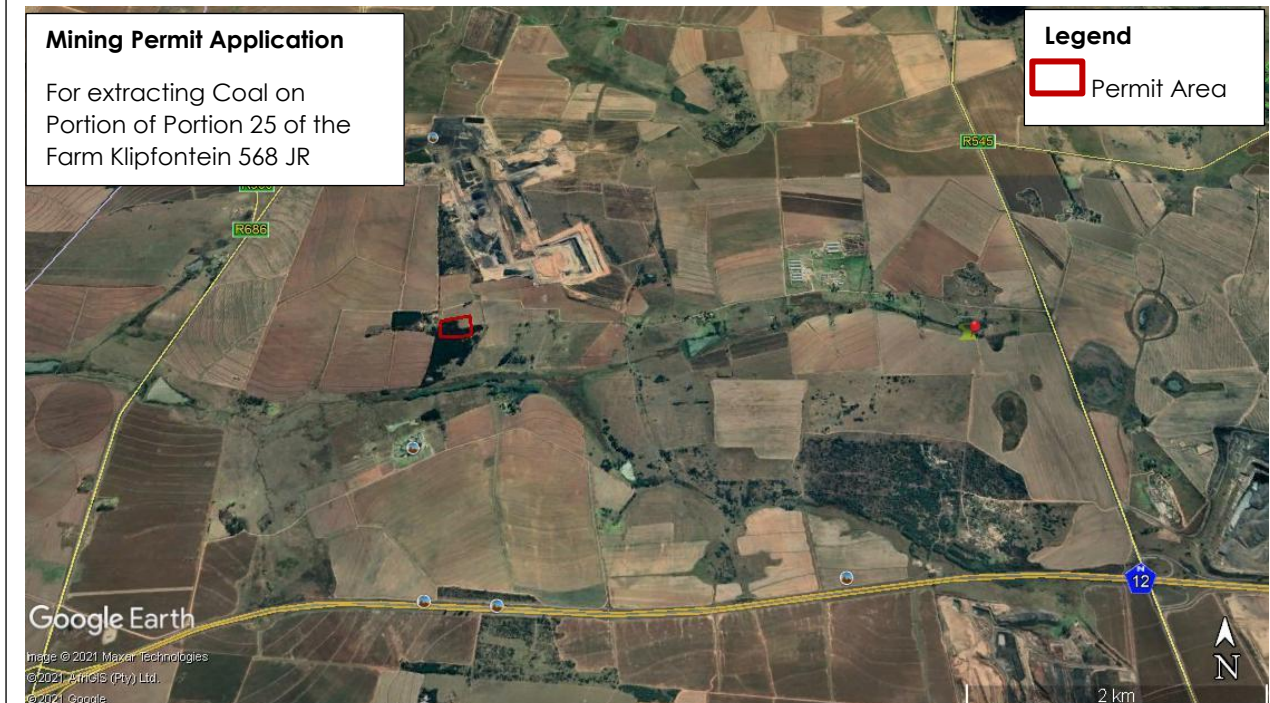 Mining Permit Application
For extracting Coal on
Portion of Portion 25 of the
Farm Klipfontein 568 JR
Legend
Permit Area
R545
R686
N
12
Google Earth
Image © 2021 Maxar Technologies
©2021 AfriGIS (Pty) Ltd.
© 2021 Google
N
2 km